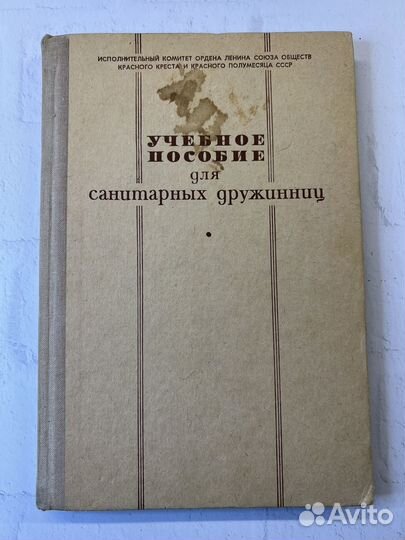 ИСПОЛНИТЕЛЬНЫЙ КОМИТЕТ ОРДЕНА ЛЕНИНА СОЮЗА ОБЩЕСТВ
КРАСНОГО КРЕСТА И КРАСНОГО ПОЛУМЕСЯЦА СССР
УЧЕБНОЕ
ПОСОБИЕ
для
санитарных дружинниц
Avito